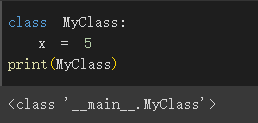 class MyClass:
    x = 5
print(MyClass)
<class '__main__.MyClass'>